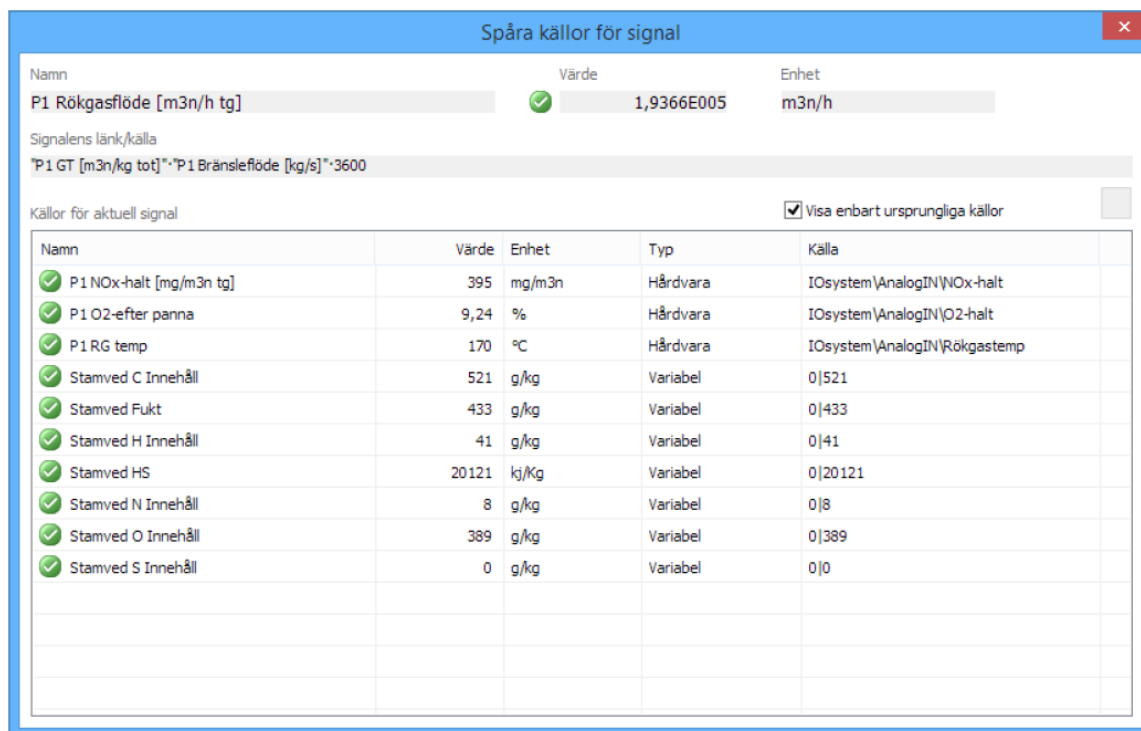 Spåra källor för signal
Namn Värde Enhet
P1 Rökgasflöde [m3n/h tg] 1,9366E005 m3n/h
Signalens länk/källa
"P1 GT [m3n/kg tot]"·"P1 Bränsleflöde [kg/s]"·3600
Källor för aktuell signal Visa enbart ursprungliga källor
Namn Värde Enhet Typ Källa
P1 NOx-halt [mg/m3n tg] 395 mg/m3n Hårdvara IOsystem\AnalogIN\NOx-halt
P1 O2-efter panna 9,24 % Hårdvara IOsystem\AnalogIN\O2-halt
P1 RG temp 170 °C Hårdvara IOsystem\AnalogIN\Rökgastemp
Stamved C Innehåll 521 g/kg Variabel 0|521
Stamved Fukt 433 g/kg Variabel 0|433
Stamved H Innehåll 41 g/kg Variabel 0|41
Stamved HS 20121 kj/Kg Variabel 0|20121
Stamved N Innehåll 8 g/kg Variabel 0|8
Stamved O Innehåll 389 g/kg Variabel 0|389
Stamved S Innehåll 0 g/kg Variabel 0|0